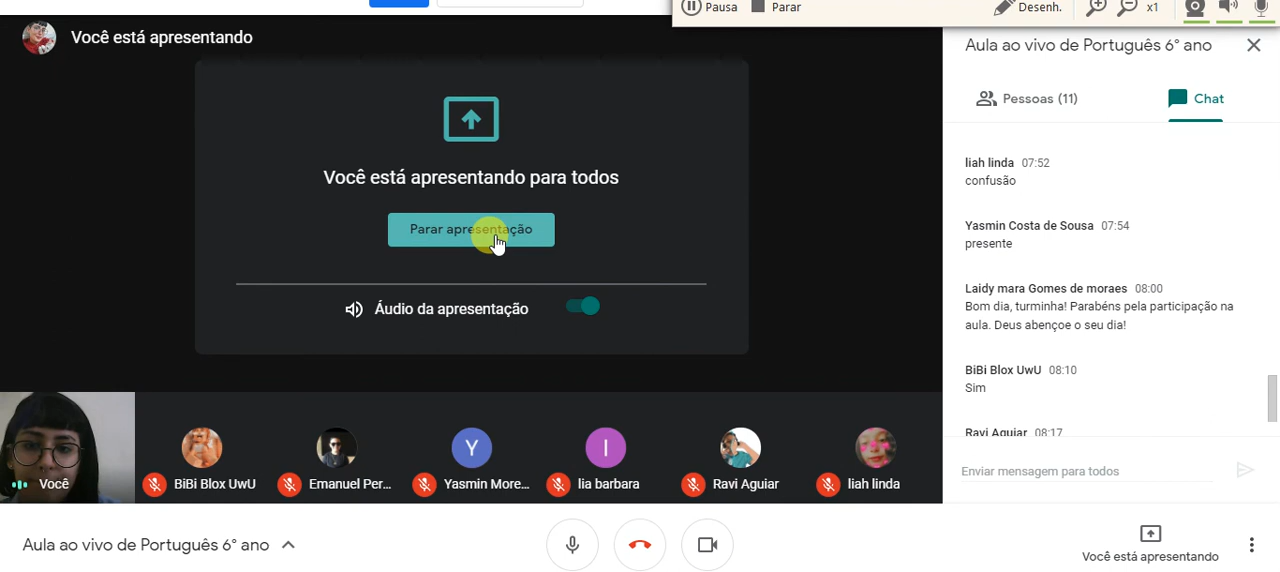 Pausa
Parar
Desenh.
x1
Você está apresentando
Você está apresentando para todos
Parar apresentação
Áudio da apresentação
Você
BiBi Blox UwU
Emanuel Per...
Y
Yasmin More...
l
lia barbara
Ravi Aguiar
liah linda
Aula ao vivo de Português 6° ano
Pessoas (11)
Chat
liah linda 07:52
confusão
Yasmin Costa de Sousa 07:54
presente
Laidy mara Gomes de moraes 08:00
Bom dia, turminha! Parabéns pela participação na
aula. Deus abençoe o seu dia!
BiBi Blox UwU 08:10
Sim
Ravi Aguiar 08:17
Enviar mensagem para todos
Aula ao vivo de Português 6° ano
Você está apresentando